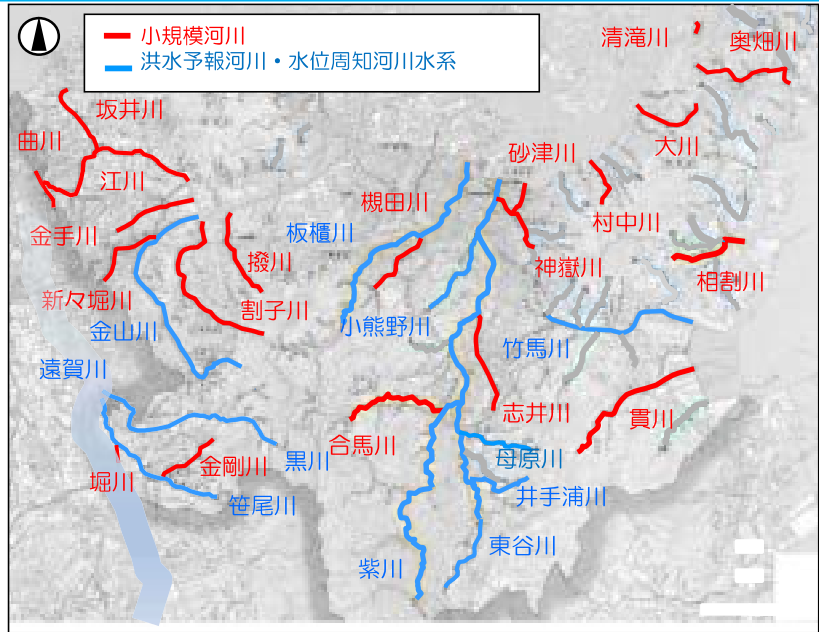 小規模河川
洪水予報河川・水位周知河川水系
清滝川
奥畑川
坂井川
曲川
大川
砂津川
江川
槻田川
村中川
金手川
板櫃川
撥川
神嶽川
相割川
新々堀川
割子川
金山川
小熊野川
竹馬川
遠賀川
志井川
貫川
合馬川
金剛川
黒川
母原川
堀川
笹尾川
井手浦川
東谷川
紫川